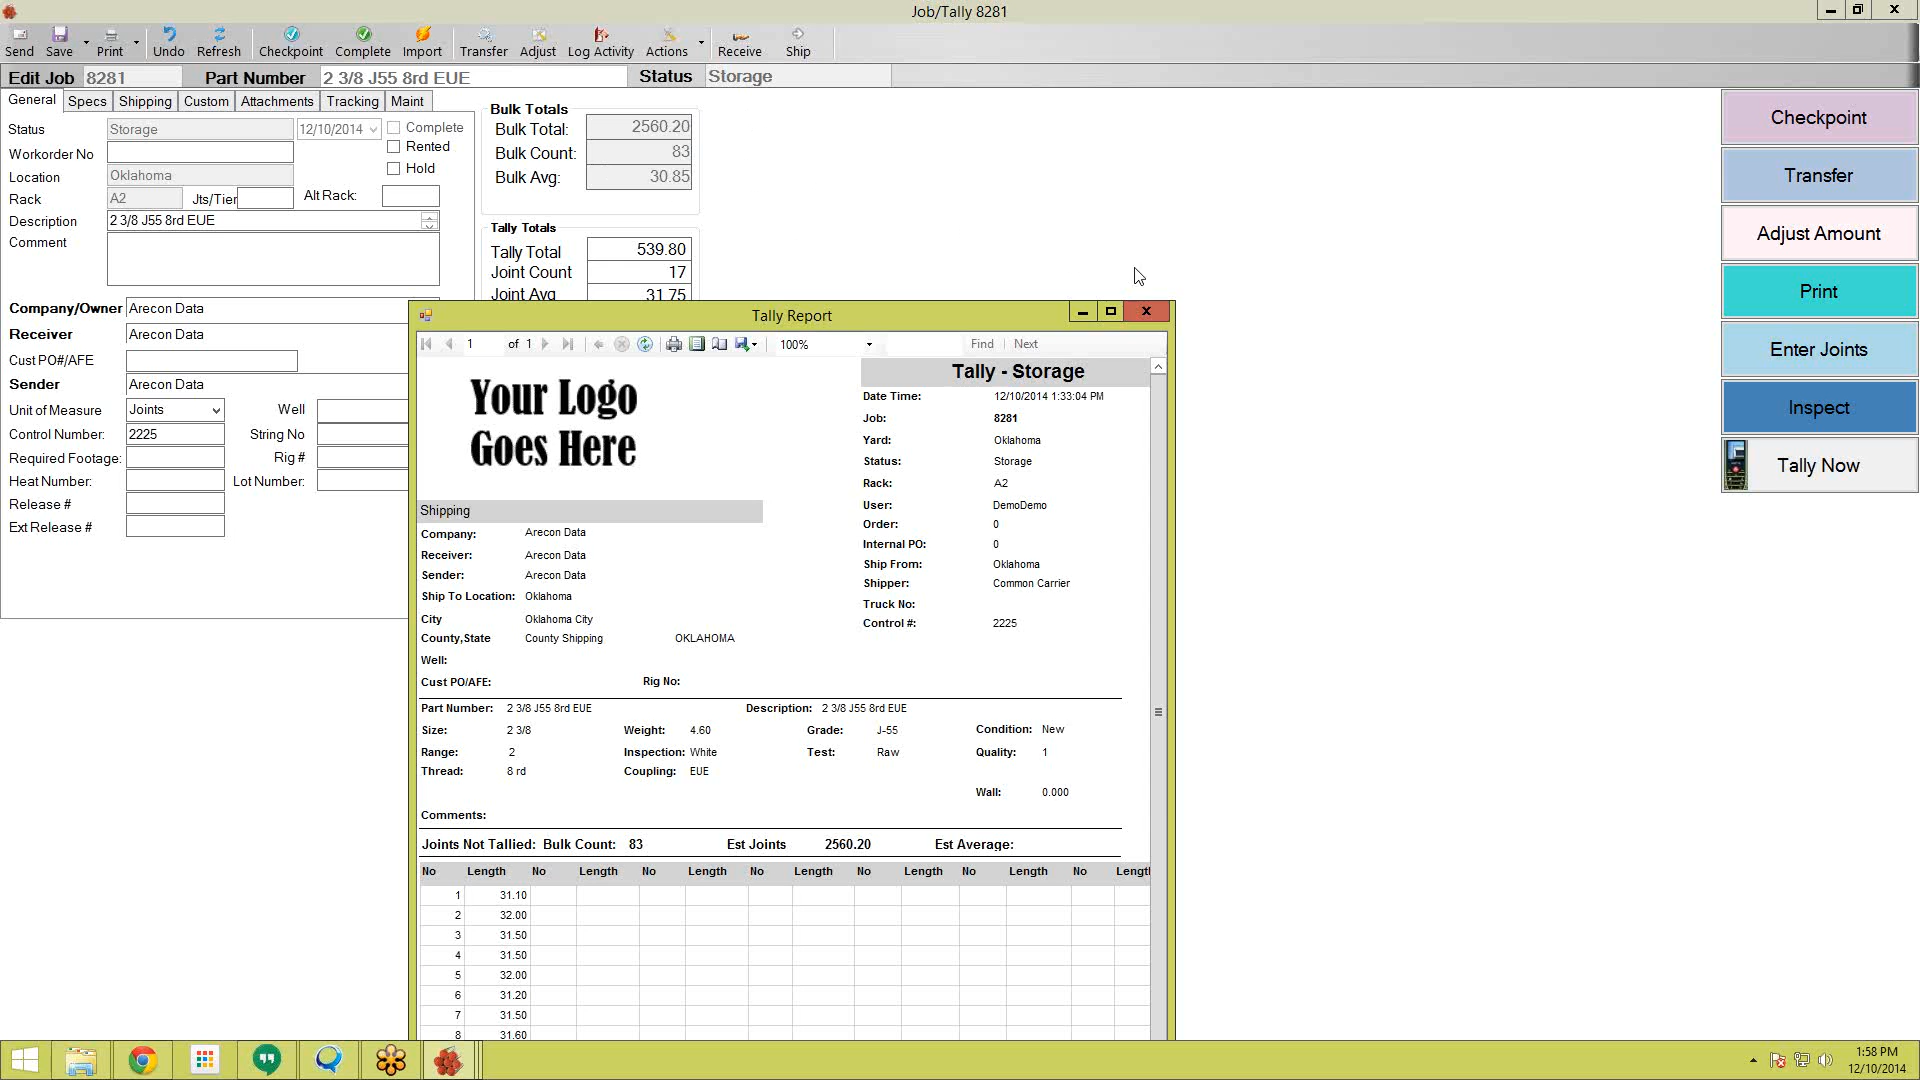 Job/Tally 8281
Send Save Print Undo Refresh Checkpoint Complete Import Transfer Adjust Log Activity Actions Receive Ship
Edit Job 8281 Part Number 2 3/8 J55 8rd EUE Status Storage
General Specs Shipping Custom Attachments Tracking Maint
Status Storage 12/10/2014 Complete
Workorder No Rented
Location Oklahoma Hold
Rack A2 Jts/Tier Alt Rack:
Description 2 3/8 J55 8rd EUE
Comment
Company/Owner Arecon Data
Receiver Arecon Data
Cust PO#/AFE
Sender Arecon Data
Unit of Measure Joints Well
Control Number: 2225 String No
Required Footage: Rig #
Heat Number: Lot Number:
Release #
Ext Release #
Bulk Totals
Bulk Total: 2560.20
Bulk Count: 83
Bulk Avg: 30.85
Tally Totals
Tally Total 539.80
Joint Count 17
Joint Avg 31.75
Checkpoint
Transfer
Adjust Amount
Print
Enter Joints
Inspect
Tally Now
Tally Report
1 of 1 100% Find Next
Your Logo
Goes Here
Tally - Storage
Date Time: 12/10/2014 1:33:04 PM
Job: 8281
Yard: Oklahoma
Status: Storage
Rack: A2
User: DemoDemo
Order: 0
Internal PO: 0
Ship From: Oklahoma
Shipper: Common Carrier
Truck No:
Control #: 2225
Shipping
Company: Arecon Data
Receiver: Arecon Data
Sender: Arecon Data
Ship To Location: Oklahoma
City Oklahoma City
County,State County Shipping OKLAHOMA
Well:
Cust PO/AFE: Rig No:
Part Number: 2 3/8 J55 8rd EUE Description: 2 3/8 J55 8rd EUE
Size: 2 3/8 Weight: 4.60 Grade: J-55 Condition: New
Range: 2 Inspection: White Test: Raw Quality: 1
Thread: 8 rd Coupling: EUE
Wall: 0.000
Comments:
Joints Not Tallied: Bulk Count: 83 Est Joints 2560.20 Est Average:
No Length No Length No Length No Length No Length No Length No Lengt
1 31.10
2 32.00
3 31.50
4 31.50
5 32.00
6 31.20
7 31.50
8 31.60
1:58 PM
12/10/2014